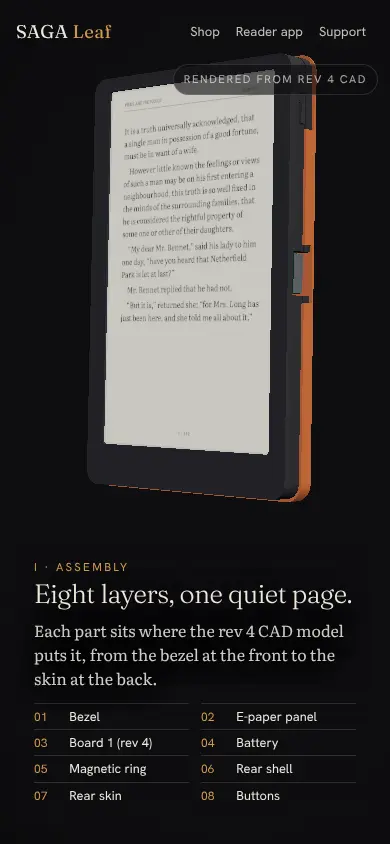 SAGA Leaf
Shop Reader app Support
RENDERED FROM REV 4 CAD
It is a truth universally acknowledged, that
a single man in possession of a good fortune,
must be in want of a wife.
However little known the feelings or views
of such a man may be on his first entering a
neighbourhood, this truth is so well fixed in
the minds of the surrounding families, that
he is considered the rightful property of
some one or other of their daughters.
"My dear Mr. Bennet," said his lady to him
one day, "have you heard that Netherfield
Park is let at last?"
Mr. Bennet replied that he had not.
"But it is," returned she; "for Mrs. Long has
just been here, and she told me all about it."
I · ASSEMBLY
Eight layers, one quiet page.
Each part sits where the rev 4 CAD model
puts it, from the bezel at the front to the
skin at the back.
01 Bezel
02 E-paper panel
03 Board 1 (rev 4)
04 Battery
05 Magnetic ring
06 Rear shell
07 Rear skin
08 Buttons